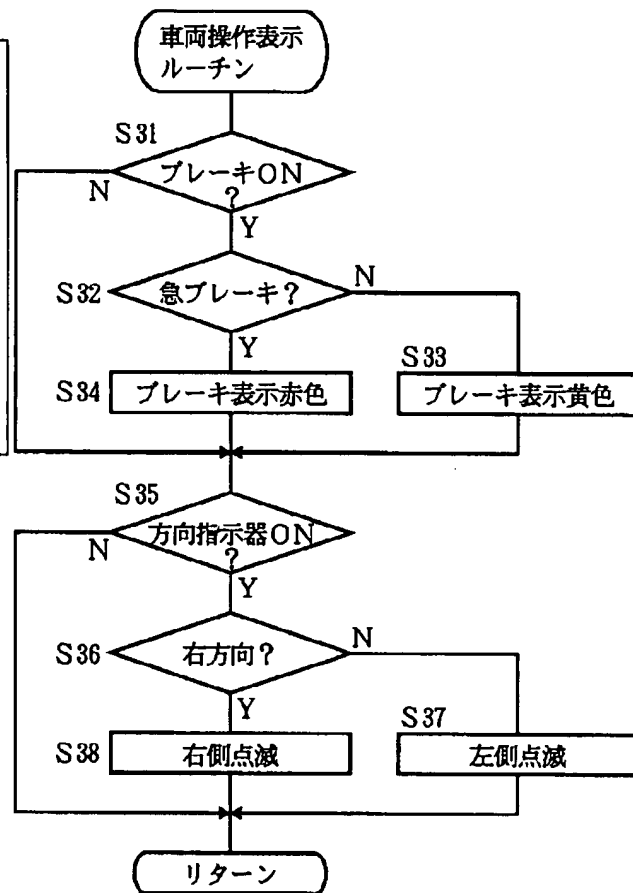 車両操作表示
ルーチン
S31
ブレーキON
?
N
Y
S32
急ブレーキ?
N
Y
S33
S34
ブレーキ表示赤色
ブレーキ表示黄色
S35
方向指示器ON
?
N
Y
S36
右方向?
N
Y
S37
S38
右側点滅
左側点滅
リターン